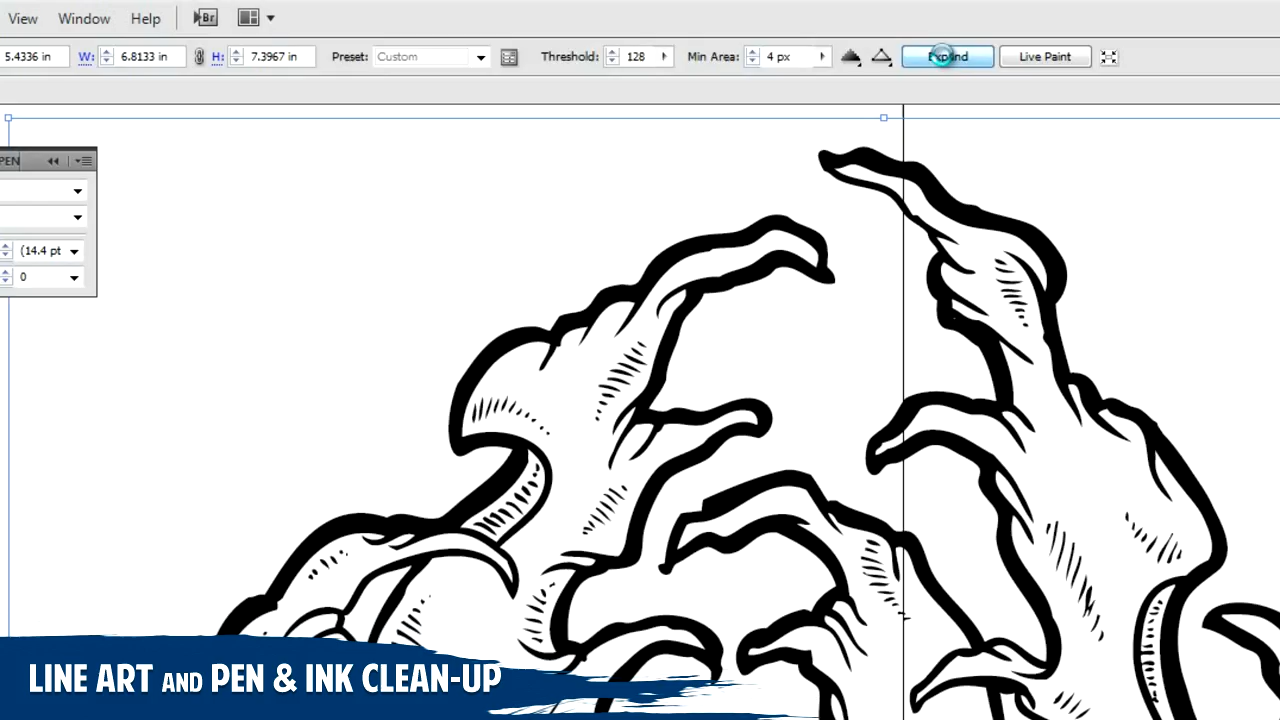 View Window Help Br
5.4336 in W: 6.8133 in H: 7.3967 in Preset: Custom Threshold: 128 Min Area: 4 px Expand Live Paint
PEN
(14.4 pt
0
LINE ART AND PEN & INK CLEAN-UP